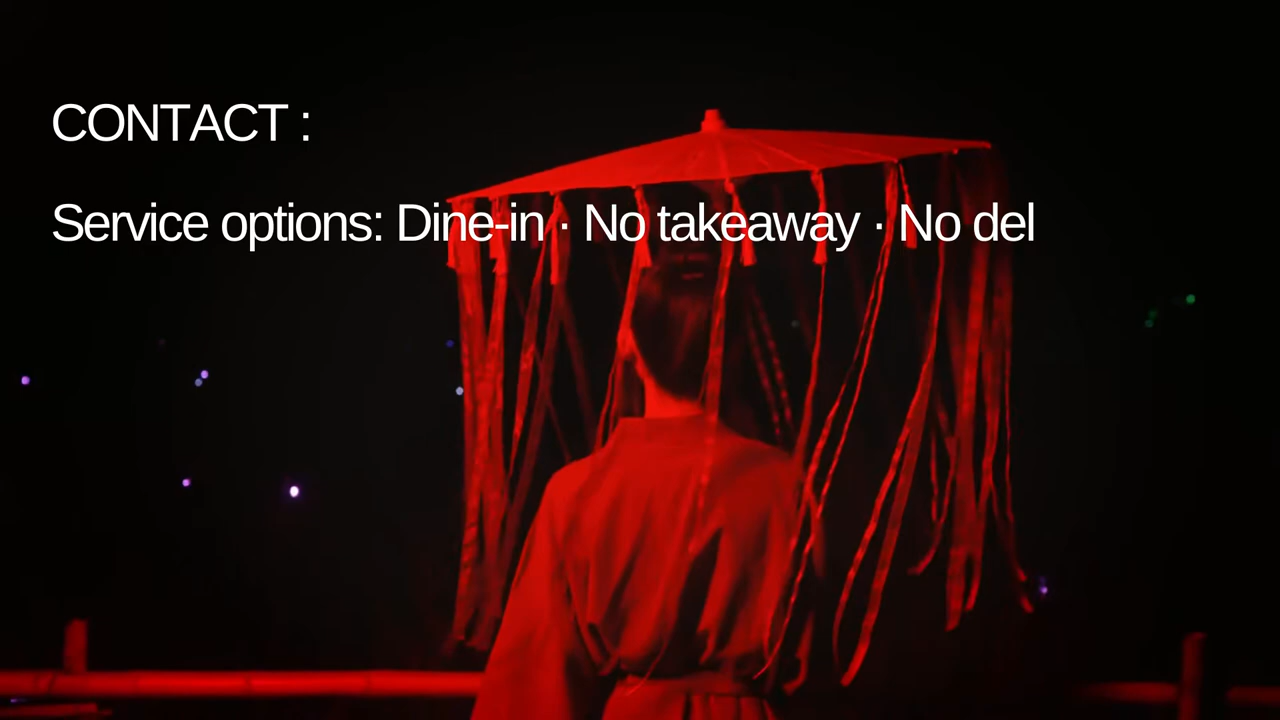 CONTACT :
Service options: Dine-in · No takeaway · No del